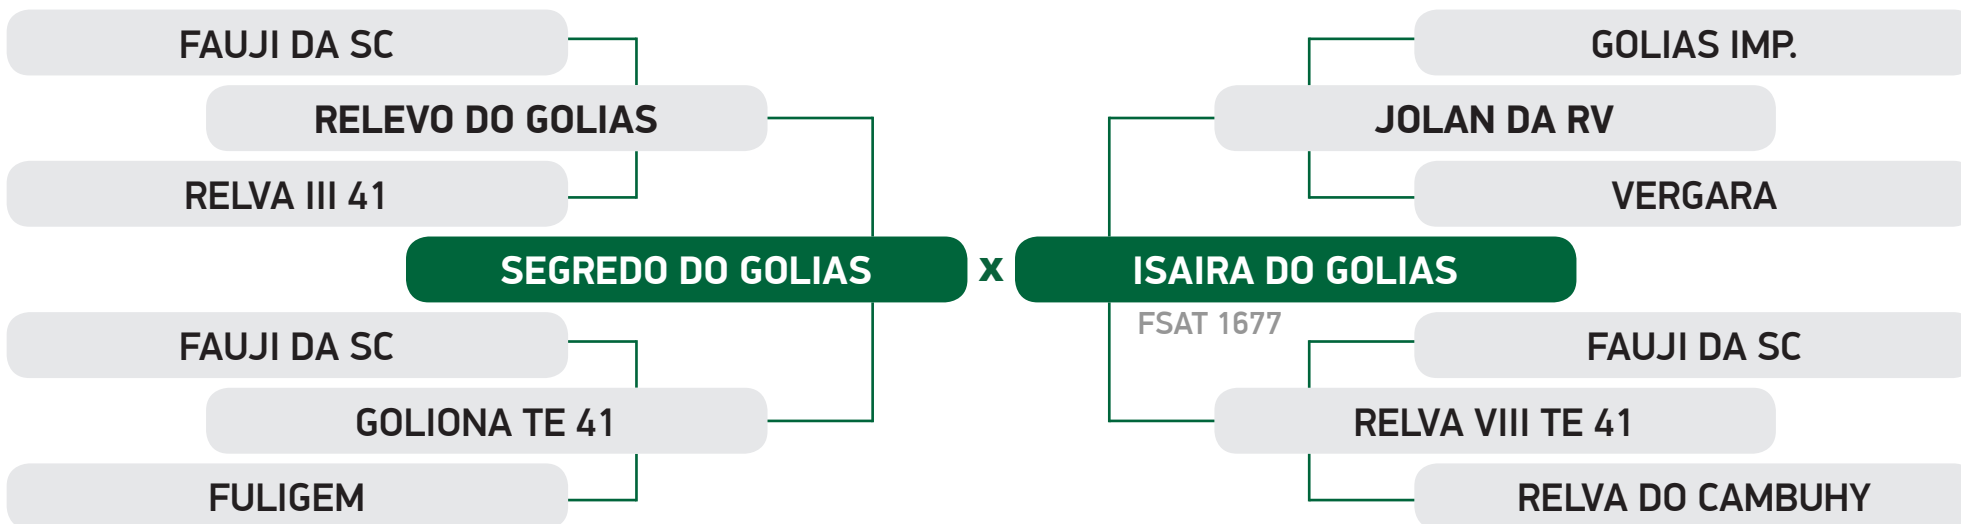 FAUJI DA SC
GOLIAS IMP.
RELEVO DO GOLIAS
JOLAN DA RV
RELVA III 41
VERGARA
SEGREDO DO GOLIAS x ISAIRA DO GOLIAS
FSAT 1677
FAUJI DA SC
FAUJI DA SC
GOLIONA TE 41
RELVA VIII TE 41
FULIGEM
RELVA DO CAMBUHY